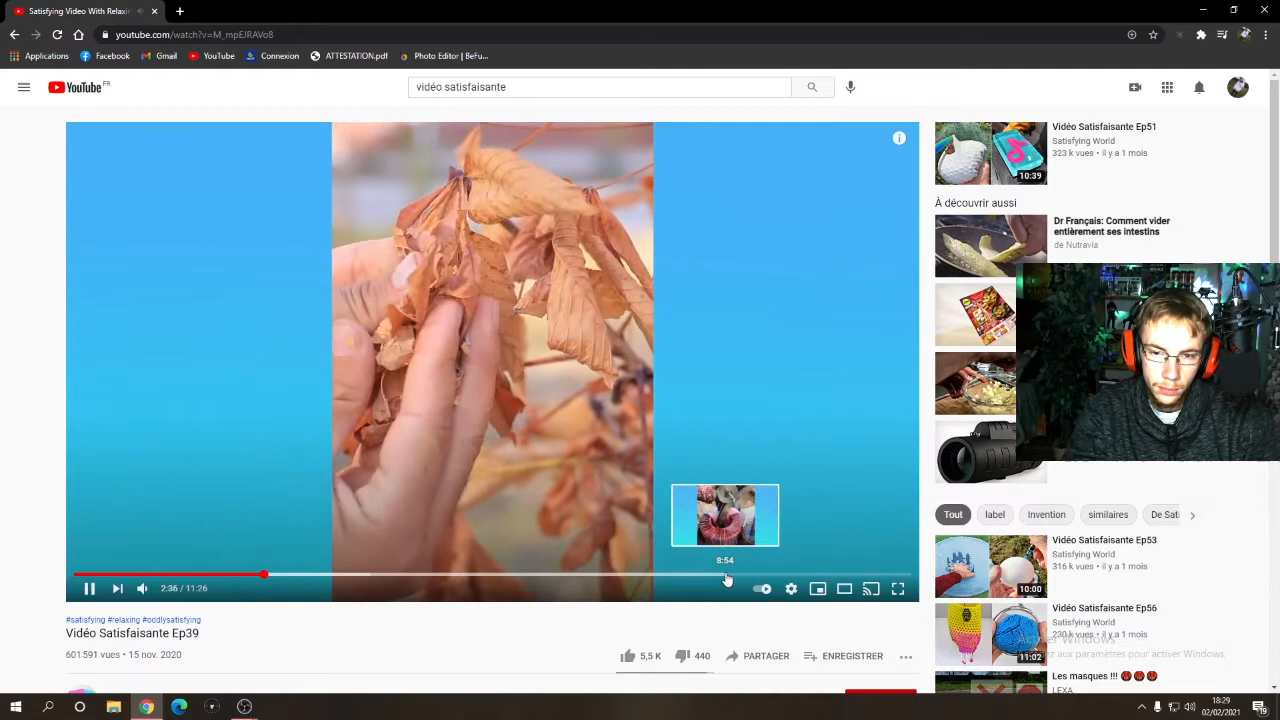 Satisfying Video With Relaxin
youtube.com/watch?v=M_mpEJRAVo8
Applications
Facebook
Gmail
YouTube
Connexion
ATTESTATION.pdf
Photo Editor | BeFu...
YouTube FR
vidéo satisfaisante
Vidéo Satisfaisante Ep51
Satisfying World
323 k vues • il y a 1 mois
10:39
À découvrir aussi
Dr Français: Comment vider
entièrement ses intestins
de Nutravia
8:54
2:36 / 11:26
Tout
label
Invention
similaires
De Sati
#satisfying #relaxing #oddlysatisfying
Vidéo Satisfaisante Ep39
601 591 vues • 15 nov. 2020
5,5 K
440
PARTAGER
ENREGISTRER
Vidéo Satisfaisante Ep53
Satisfying World
316 k vues • il y a 1 mois
10:00
Vidéo Satisfaisante Ep56
Satisfying World
230 k vues • il y a 1 mois
11:02
Activer Windows
ez aux paramètres pour activer Windows.
Les masques !!!
LEXA
18:29
02/02/2021